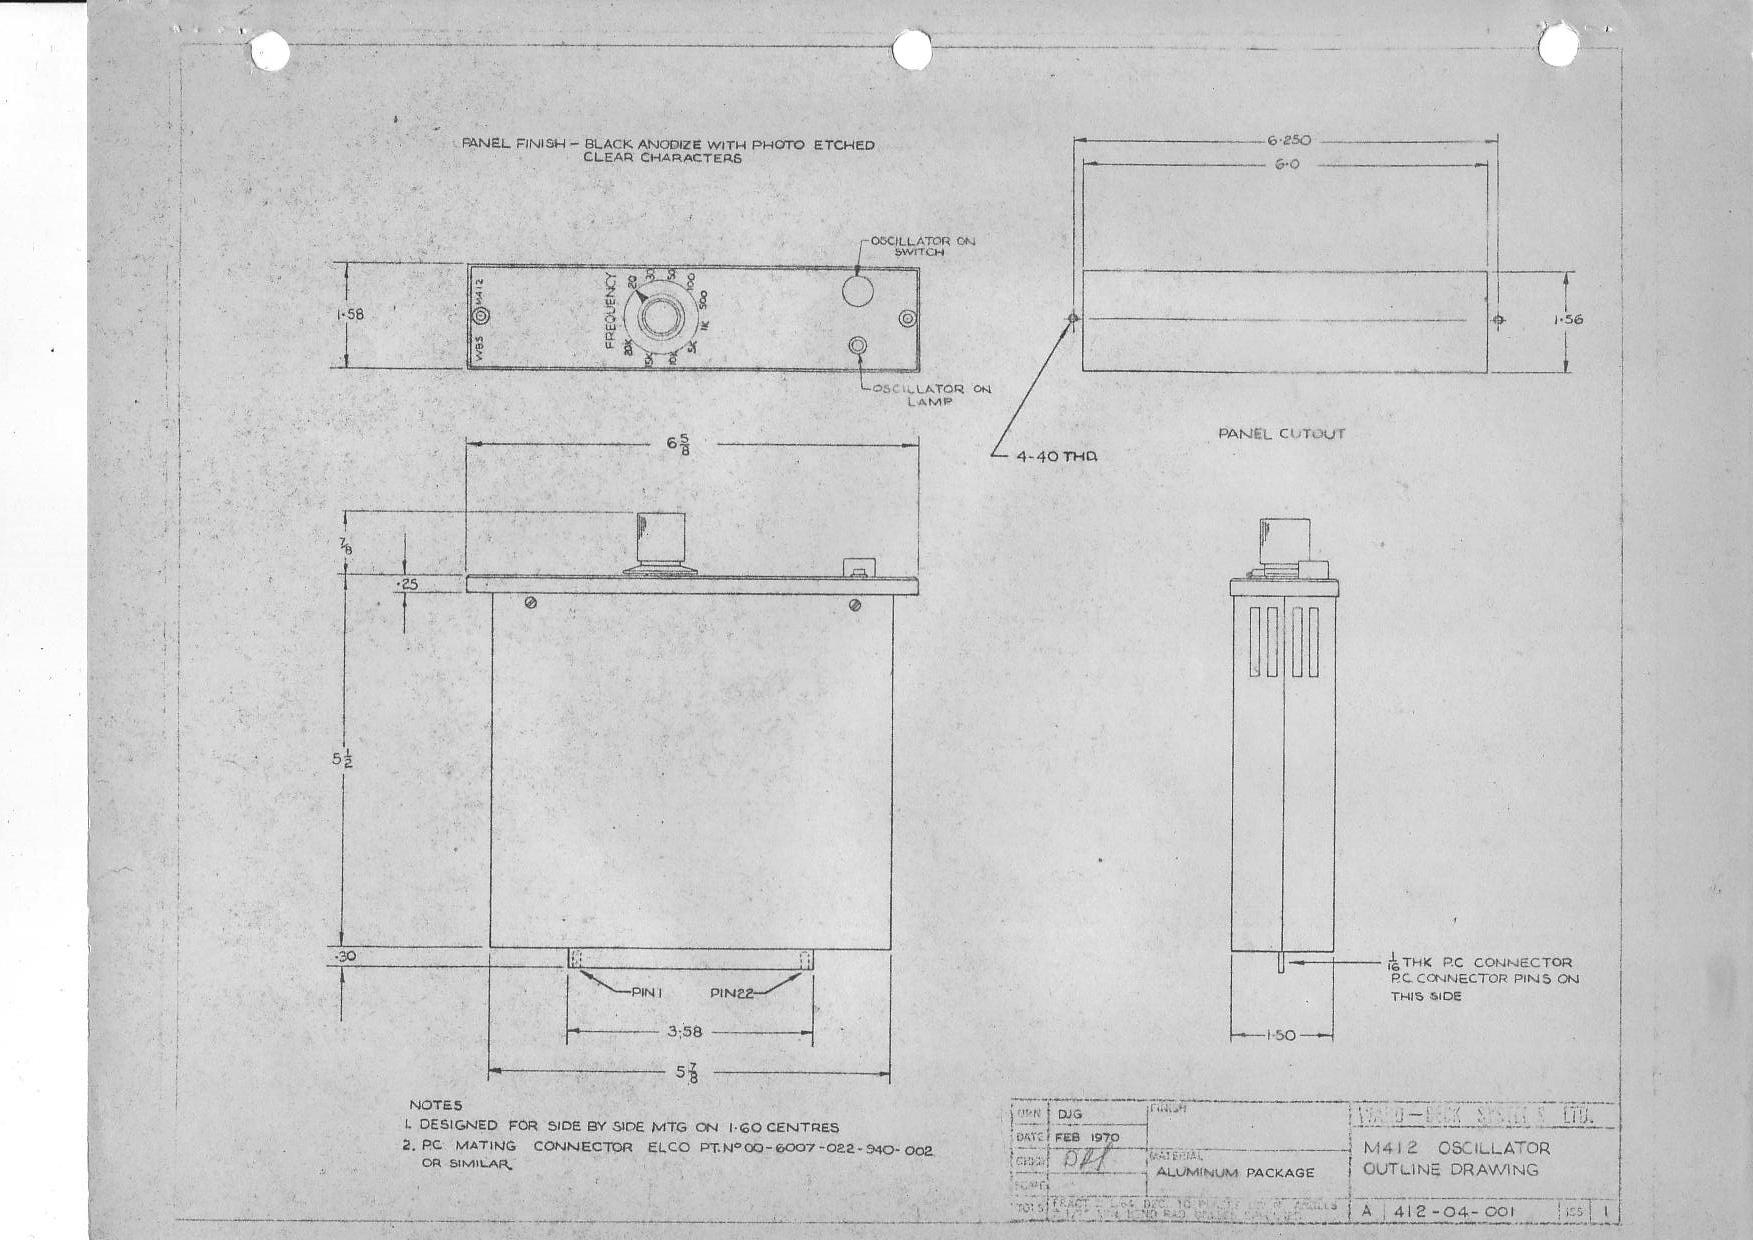 PANEL FINISH - BLACK ANODIZE WITH PHOTO ETCHED
CLEAR CHARACTERS
6.250
6.0
OSCILLATOR ON
SWITCH
1.58
WBS
M412
FREQUENCY
20
30
50
100
500
1K
5K
10K
15K
20K
1.56
OSCILLATOR ON
LAMP
PANEL CUTOUT
4-40 THD.
6 5/8
7/8
.25
5 1/2
.30
PIN 1
PIN 22
3.58
5 7/8
1/16 THK P.C CONNECTOR
P.C. CONNECTOR PINS ON
THIS SIDE
1.50
NOTES
1. DESIGNED FOR SIDE BY SIDE MTG ON 1.60 CENTRES
2. P.C. MATING CONNECTOR ELCO PT. Nº 00-6007-022-940-002
OR SIMILAR.
DRN DJG
FINISH
WARD-BECK SYSTEMS LTD.
DATE FEB 1970
M412 OSCILLATOR
OUTLINE DRAWING
MATERIAL
ALUMINUM PACKAGE
A 412-04-001 ISS 1